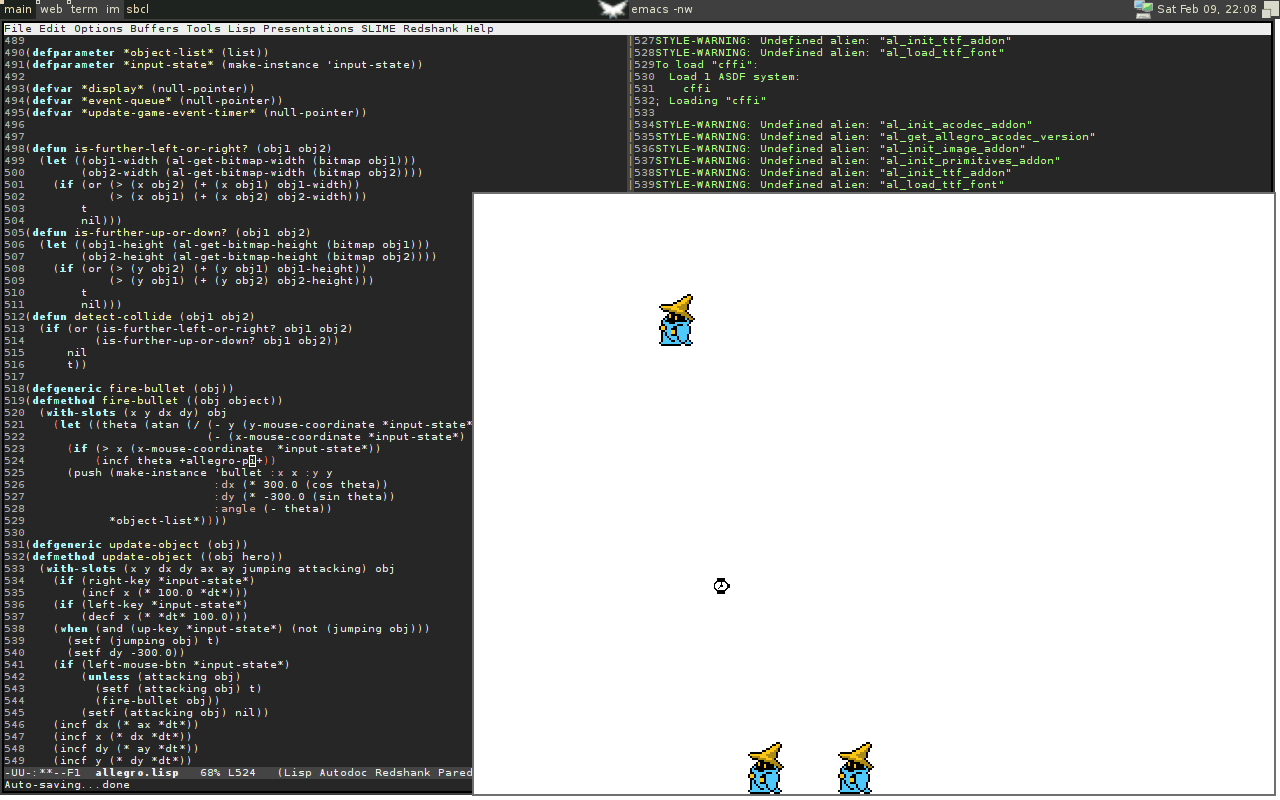 main web term im sbcl emacs -nw Sat Feb 09, 22:08
File Edit Options Buffers Tools Lisp Presentations SLIME Redshank Help
489
490(defparameter *object-list* (list))
491(defparameter *input-state* (make-instance 'input-state))
492
493(defvar *display* (null-pointer))
494(defvar *event-queue* (null-pointer))
495(defvar *update-game-event-timer* (null-pointer))
496
497
498(defun is-further-left-or-right? (obj1 obj2)
499  (let ((obj1-width (al-get-bitmap-width (bitmap obj1)))
500        (obj2-width (al-get-bitmap-width (bitmap obj2))))
501    (if (or (> (x obj2) (+ (x obj1) obj1-width))
502            (> (x obj1) (+ (x obj2) obj2-width)))
503        t
504        nil)))
505(defun is-further-up-or-down? (obj1 obj2)
506  (let ((obj1-height (al-get-bitmap-height (bitmap obj1)))
507        (obj2-height (al-get-bitmap-height (bitmap obj2))))
508    (if (or (> (y obj2) (+ (y obj1) obj1-height))
509            (> (y obj1) (+ (y obj2) obj2-height)))
510        t
511        nil)))
512(defun detect-collide (obj1 obj2)
513  (if (or (is-further-left-or-right? obj1 obj2)
514          (is-further-up-or-down? obj1 obj2))
515      nil
516      t))
517
518(defgeneric fire-bullet (obj))
519(defmethod fire-bullet ((obj object))
520  (with-slots (x y dx dy) obj
521    (let ((theta (atan (/ (- y (y-mouse-coordinate *input-state*
522                          (- (x-mouse-coordinate *input-state*)
523      (if (> x (x-mouse-coordinate  *input-state*))
524          (incf theta +allegro-pi+))
525      (push (make-instance 'bullet :x x :y y
526                           :dx (* 300.0 (cos theta))
527                           :dy (* -300.0 (sin theta))
528                           :angle (- theta))
529            *object-list*))))
530
531(defgeneric update-object (obj))
532(defmethod update-object ((obj hero))
533  (with-slots (x y dx dy ax ay jumping attacking) obj
534    (if (right-key *input-state*)
535        (incf x (* 100.0 *dt*)))
536    (if (left-key *input-state*)
537        (decf x (* *dt* 100.0)))
538    (when (and (up-key *input-state*) (not (jumping obj)))
539      (setf (jumping obj) t)
540      (setf dy -300.0))
541    (if (left-mouse-btn *input-state*)
542        (unless (attacking obj)
543          (setf (attacking obj) t)
544          (fire-bullet obj))
545        (setf (attacking obj) nil))
546    (incf dx (* ax *dt*))
547    (incf x (* dx *dt*))
548    (incf dy (* ay *dt*))
549    (incf y (* dy *dt*))
-UU-:**--F1  allegro.lisp   68% L524   (Lisp Autodoc Redshank Pared
Auto-saving...done
527STYLE-WARNING: Undefined alien: "al_init_ttf_addon"
528STYLE-WARNING: Undefined alien: "al_load_ttf_font"
529To load "cffi":
530  Load 1 ASDF system:
531    cffi
532; Loading "cffi"
533
534STYLE-WARNING: Undefined alien: "al_init_acodec_addon"
535STYLE-WARNING: Undefined alien: "al_get_allegro_acodec_version"
536STYLE-WARNING: Undefined alien: "al_init_image_addon"
537STYLE-WARNING: Undefined alien: "al_init_primitives_addon"
538STYLE-WARNING: Undefined alien: "al_init_ttf_addon"
539STYLE-WARNING: Undefined alien: "al_load_ttf_font"